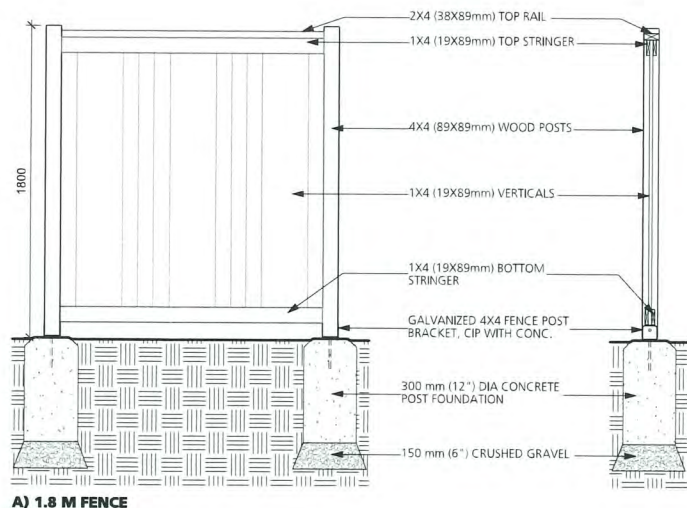 2X4 (38X89mm) TOP RAIL
1X4 (19X89mm) TOP STRINGER
4X4 (89X89mm) WOOD POSTS
1800
1X4 (19X89mm) VERTICALS
1X4 (19X89mm) BOTTOM
STRINGER
GALVANIZED 4X4 FENCE POST
BRACKET, CIP WITH CONC.
300 mm (12") DIA CONCRETE
POST FOUNDATION
150 mm (6") CRUSHED GRAVEL
A) 1.8 M FENCE